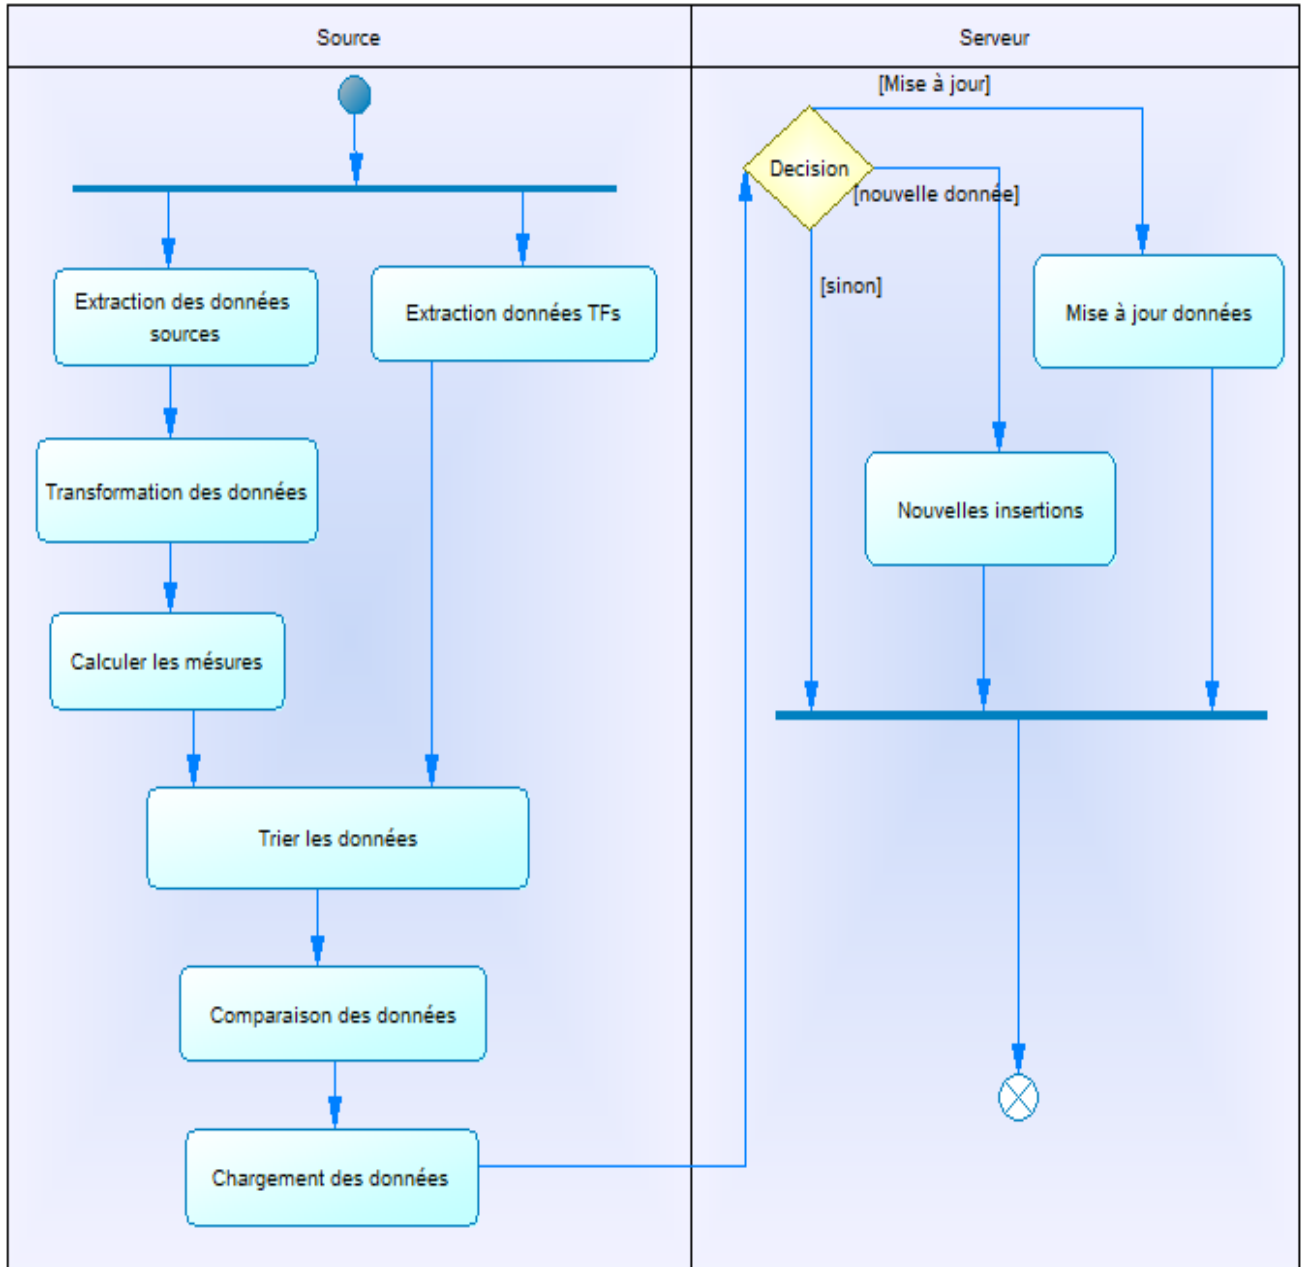 Source
Serveur
[Mise à jour]
Decision
[nouvelle donnée]
[sinon]
Extraction des données
sources
Extraction données TFs
Mise à jour données
Transformation des données
Nouvelles insertions
Calculer les mésures
Trier les données
Comparaison des données
Chargement des données